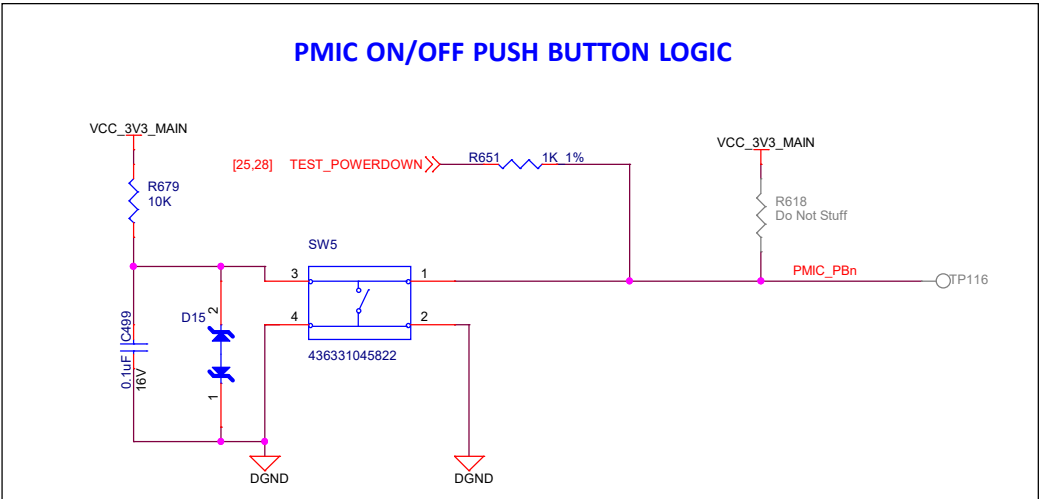 PMIC ON/OFF PUSH BUTTON LOGIC
VCC_3V3_MAIN
VCC_3V3_MAIN
[25,28] TEST_POWERDOWN
R651 1K 1%
R679
10K
R618
Do Not Stuff
SW5
3
1
PMIC_PBn
TP116
4
2
D15
2
1
C499
0.1uF
16V
436331045822
DGND
DGND